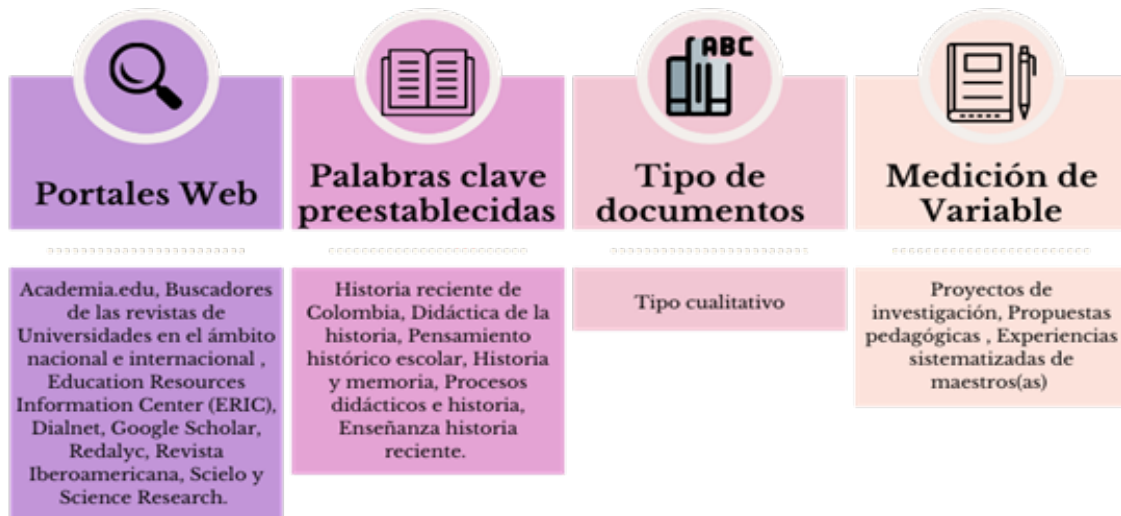 ABC
Portales Web
Academia.edu, Buscadores
de las revistas de
Universidades en el ámbito
nacional e internacional ,
Education Resources
Information Center (ERIC),
Dialnet, Google Scholar,
Redalyc, Revista
Iberoamericana, Scielo y
Science Research.
Palabras clave
preestablecidas
Historia reciente de
Colombia, Didáctica de la
historia, Pensamiento
histórico escolar, Historia
y memoria, Procesos
didácticos e historia,
Enseñanza historia
reciente.
Tipo de
documentos
Tipo cualitativo
Medición de
Variable
Proyectos de
investigación, Propuestas
pedagógicas , Experiencias
sistematizadas de
maestros(as)